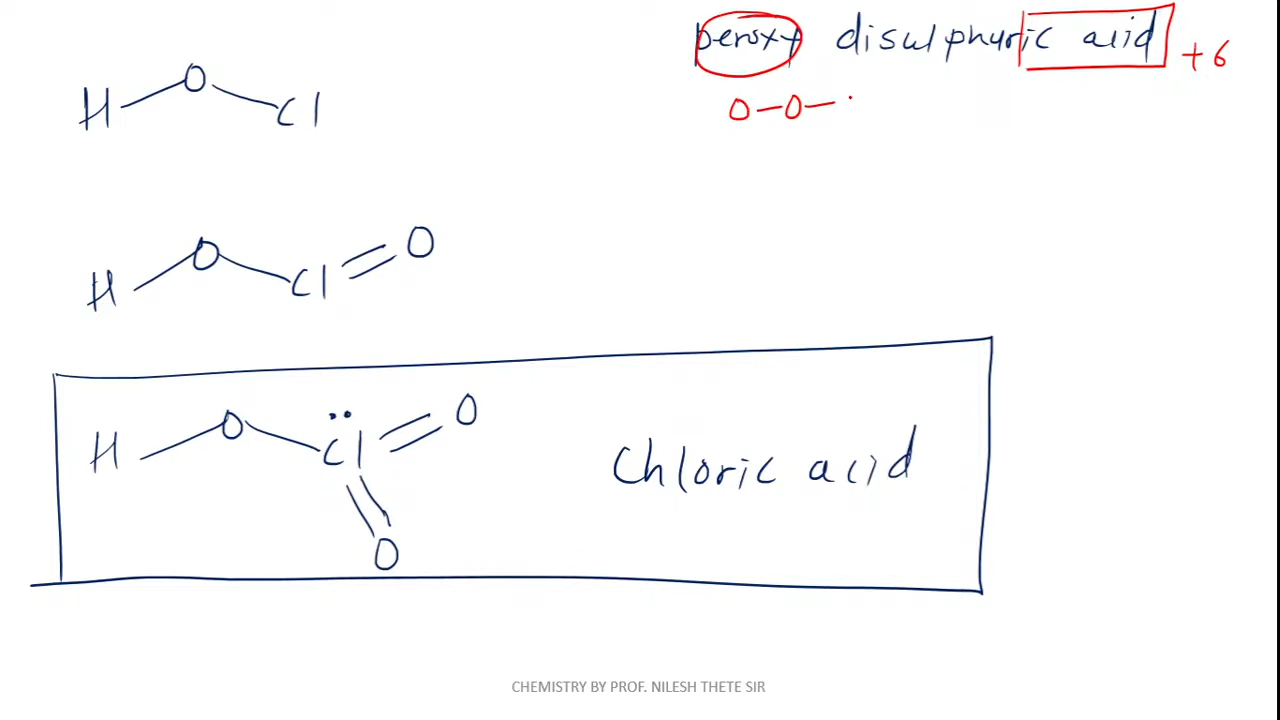 peroxy disulphuric acid +6
O-O-
H O Cl
H O Cl = O
H O Cl = O
O
Chloric acid
CHEMISTRY BY PROF. NILESH THETE SIR